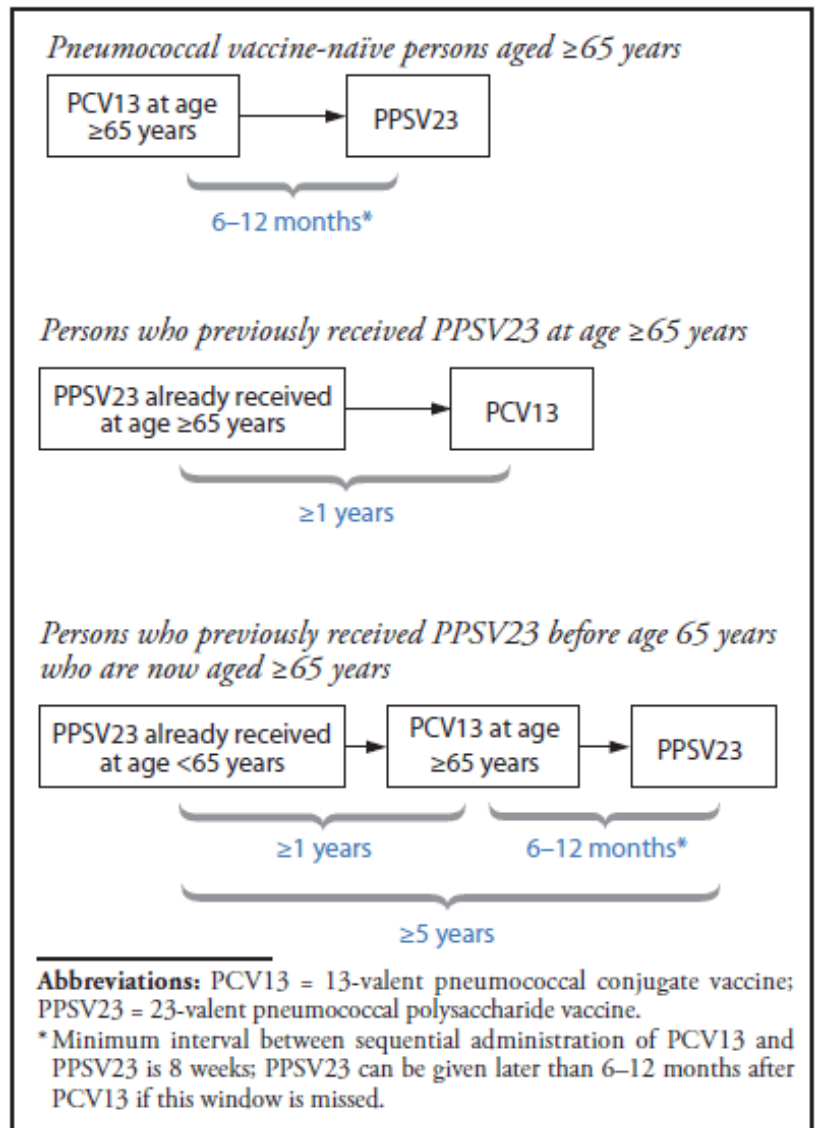 Pneumococcal vaccine-naïve persons aged ≥65 years
PCV13 at age
≥65 years
PPSV23
6–12 months*
Persons who previously received PPSV23 at age ≥65 years
PPSV23 already received
at age ≥65 years
PCV13
≥1 years
Persons who previously received PPSV23 before age 65 years
who are now aged ≥65 years
PPSV23 already received
at age <65 years
PCV13 at age
≥65 years
PPSV23
≥1 years
6–12 months*
≥5 years
Abbreviations: PCV13 = 13-valent pneumococcal conjugate vaccine;
PPSV23 = 23-valent pneumococcal polysaccharide vaccine.
* Minimum interval between sequential administration of PCV13 and
PPSV23 is 8 weeks; PPSV23 can be given later than 6–12 months after
PCV13 if this window is missed.